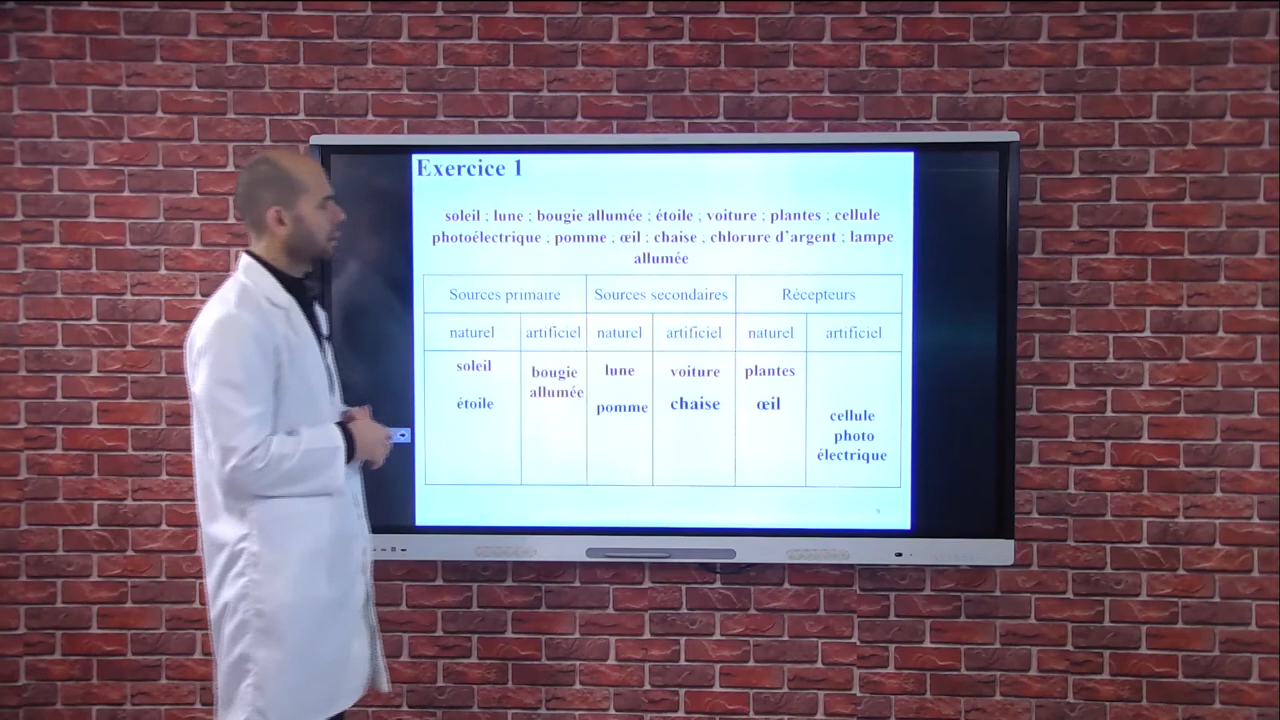 Exercice 1
soleil ; lune ; bougie allumée ; étoile ; voiture ; plantes ; cellule
photoélectrique ; pomme ; œil ; chaise ; chlorure d'argent ; lampe
allumée
Sources primaire Sources secondaires Récepteurs
naturel artificiel naturel artificiel naturel artificiel
soleil bougie lune voiture plantes
allumée
étoile pomme chaise œil cellule
photo
électrique
9